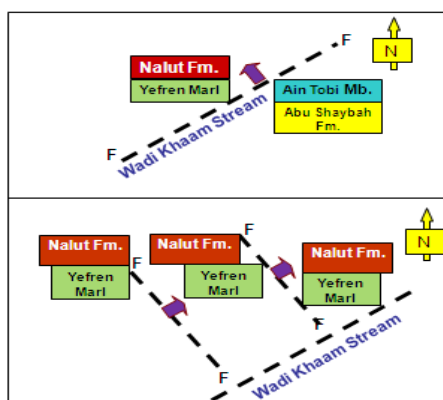 F
N
Nalut Fm.
Yefren Marl
Ain Tobi Mb.
Abu Shaybah
Fm.
F
Wadi Khaam Stream
N
Nalut Fm.
Nalut Fm.
Nalut Fm.
F
F
Yefren
Marl
Yefren
Marl
Yefren
Marl
F
F
Wadi Khaam Stream